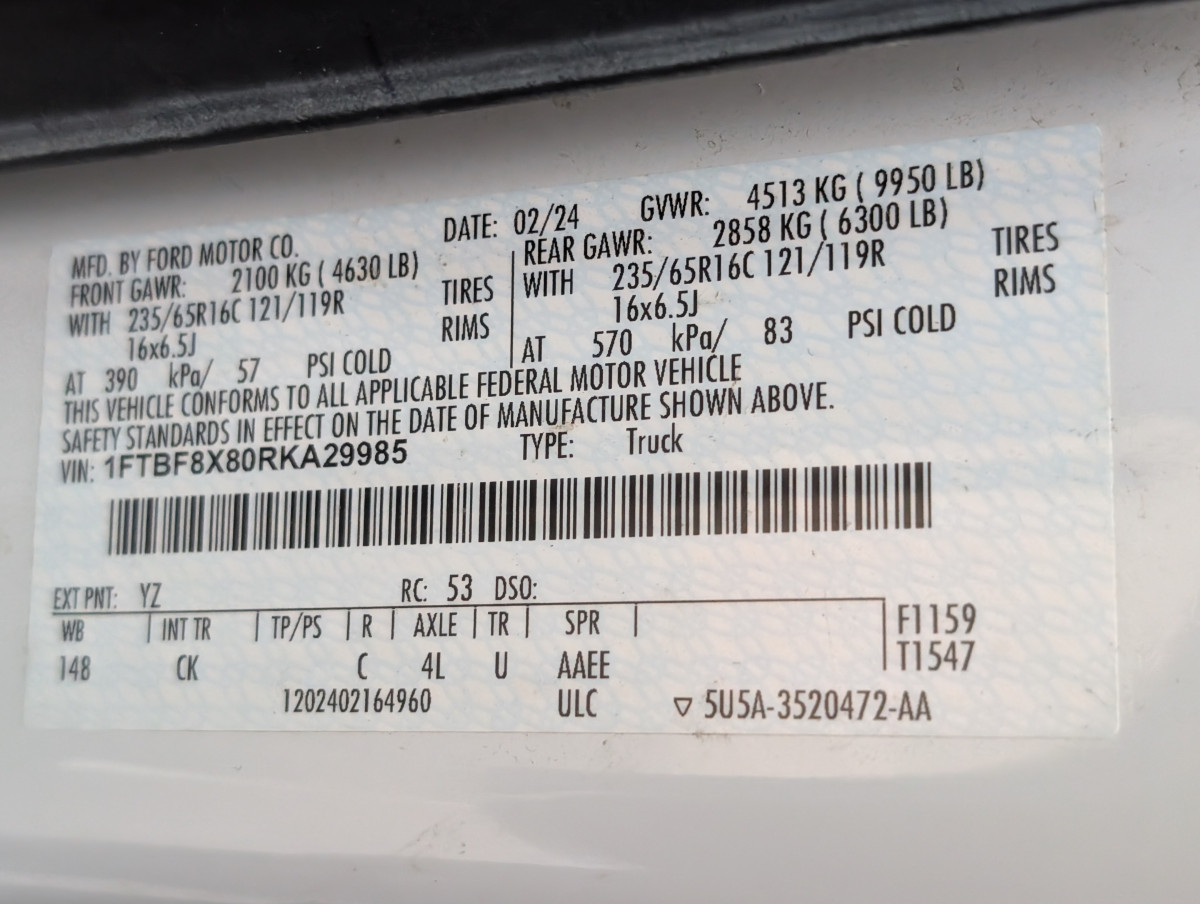 MFD. BY FORD MOTOR CO. DATE: 02/24 GVWR: 4513 KG ( 9950 LB)
FRONT GAWR: 2100 KG ( 4630 LB)
WITH 235/65R16C 121/119R TIRES
16x6.5J RIMS
AT 390 kPa/ 57 PSI COLD
REAR GAWR: 2858 KG ( 6300 LB)
WITH 235/65R16C 121/119R TIRES
16x6.5J RIMS
AT 570 kPa/ 83 PSI COLD
THIS VEHICLE CONFORMS TO ALL APPLICABLE FEDERAL MOTOR VEHICLE
SAFETY STANDARDS IN EFFECT ON THE DATE OF MANUFACTURE SHOWN ABOVE.
VIN: 1FTBF8X80RKA29985 TYPE: Truck
EXT PNT: YZ RC: 53 DSO:
WB | INT TR | TP/PS | R | AXLE | TR | SPR | F1159
148 CK C 4L U AAEE T1547
1202402164960 ULC ▽ 5U5A-3520472-AA